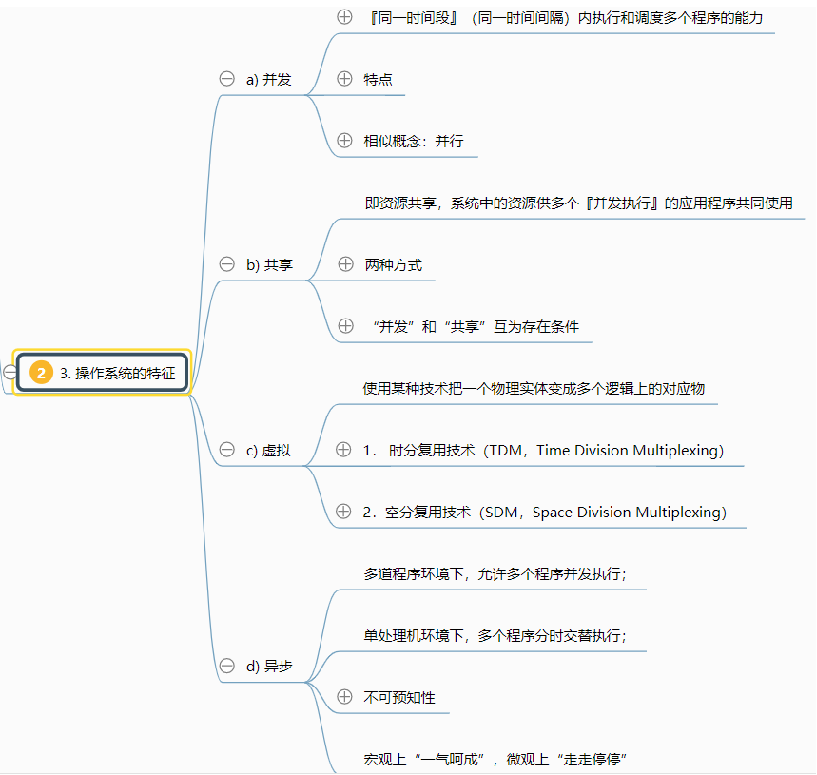 2 3. 操作系统的特征
a) 并发
『同一时间段』（同一时间间隔）内执行和调度多个程序的能力
特点
相似概念：并行
b) 共享
即资源共享，系统中的资源供多个『并发执行』的应用程序共同使用
两种方式
“并发”和“共享”互为存在条件
c) 虚拟
使用某种技术把一个物理实体变成多个逻辑上的对应物
1． 时分复用技术（TDM，Time Division Multiplexing）
2．空分复用技术（SDM，Space Division Multiplexing）
d) 异步
多道程序环境下，允许多个程序并发执行；
单处理机环境下，多个程序分时交替执行；
不可预知性
宏观上“一气呵成”，微观上“走走停停”